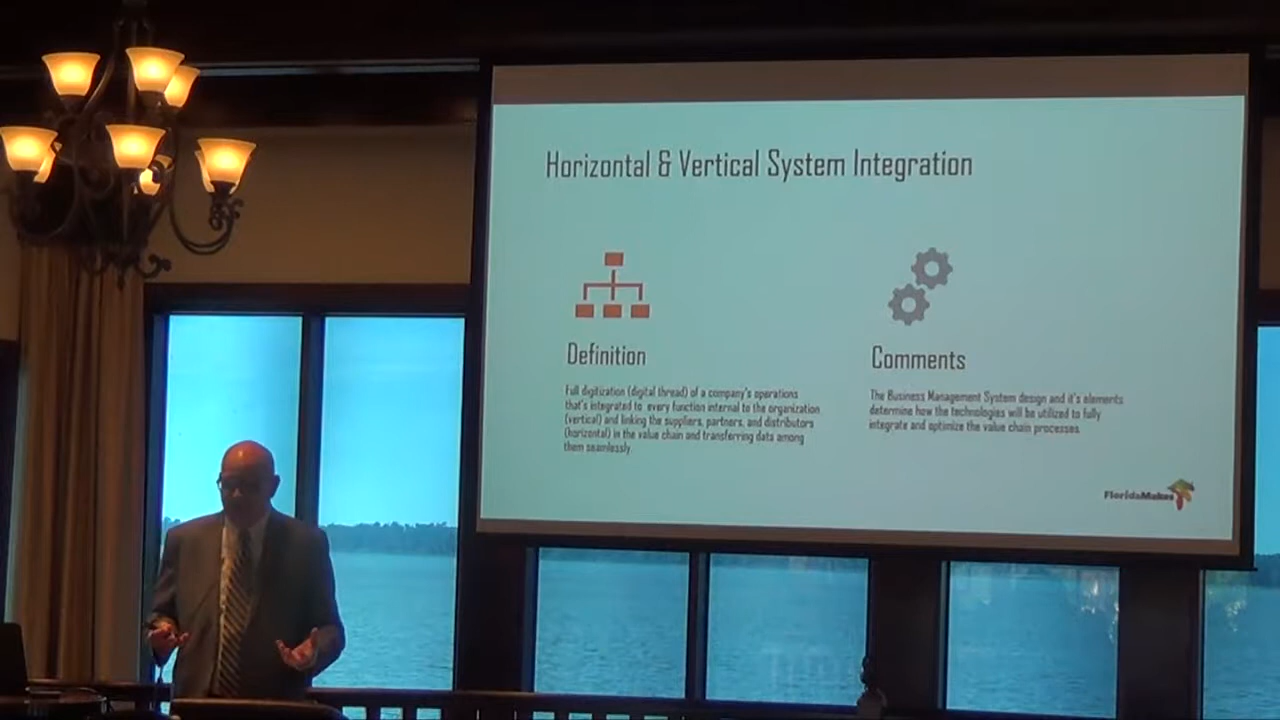 Horizontal & Vertical System Integration
Definition
Full digitization (digital thread) of a company's operations
that's integrated to every function internal to the organization
(vertical) and linking the suppliers, partners, and distributors
(horizontal) in the value chain and transferring data among
them seamlessly.
Comments
The Business Management System design and it's elements
determine how the technologies will be utilized to fully
integrate and optimize the value chain processes.
FloridaMakes